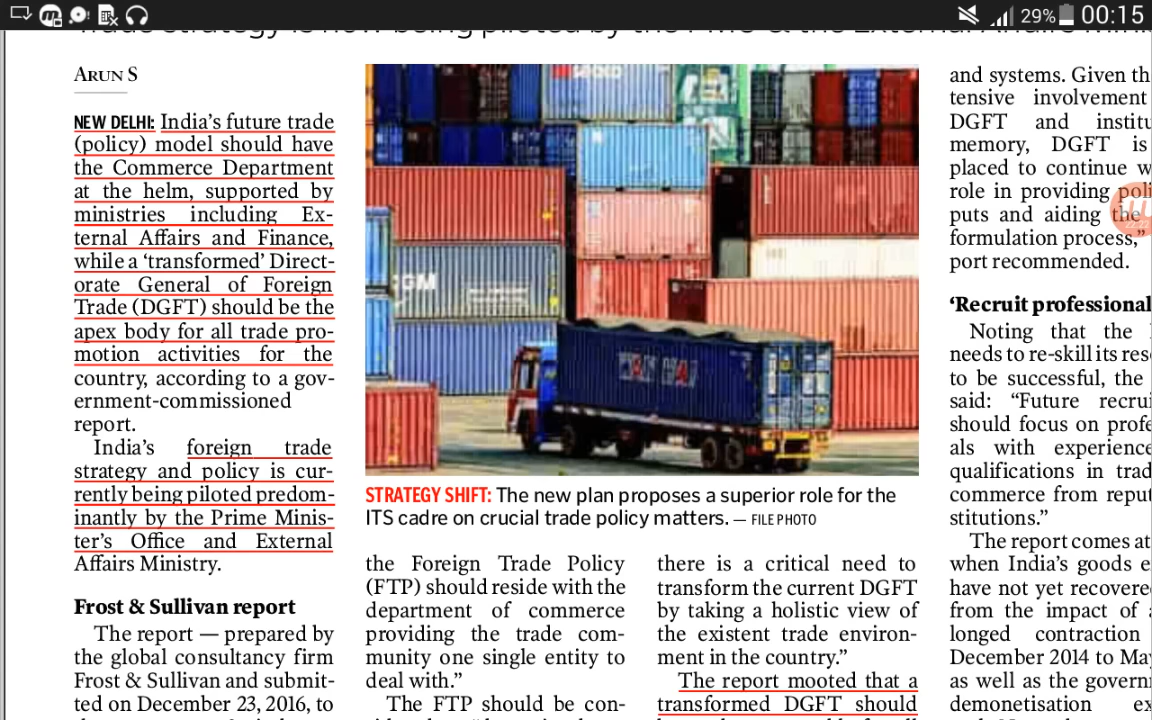 29% 00:15
ARUN S
NEW DELHI: India's future trade
(policy) model should have
the Commerce Department
at the helm, supported by
ministries including Ex-
ternal Affairs and Finance,
while a 'transformed' Direct-
orate General of Foreign
Trade (DGFT) should be the
apex body for all trade pro-
motion activities for the
country, according to a gov-
ernment-commissioned
report.
India's foreign trade
strategy and policy is cur-
rently being piloted predom-
inantly by the Prime Minis-
ter's Office and External
Affairs Ministry.
Frost & Sullivan report
The report — prepared by
the global consultancy firm
Frost & Sullivan and submit-
ted on December 23, 2016, to
GM
WAN HAI
STRATEGY SHIFT: The new plan proposes a superior role for the
ITS cadre on crucial trade policy matters. — FILE PHOTO
the Foreign Trade Policy
(FTP) should reside with the
department of commerce
providing the trade com-
munity one single entity to
deal with."
The FTP should be con-
there is a critical need to
transform the current DGFT
by taking a holistic view of
the existent trade environ-
ment in the country."
The report mooted that a
transformed DGFT should
and systems. Given th
tensive involvement
DGFT and institu
memory, DGFT is
placed to continue w
role in providing poli
puts and aiding the
formulation process,"
port recommended.
22:22
'Recruit professional
Noting that the
needs to re-skill its res
to be successful, the
said: "Future recrui
should focus on profe
als with experience
qualifications in trad
commerce from reput
stitutions."
The report comes at
when India's goods e
have not yet recovere
from the impact of a
longed contraction
December 2014 to May
as well as the govern
demonetisation ex